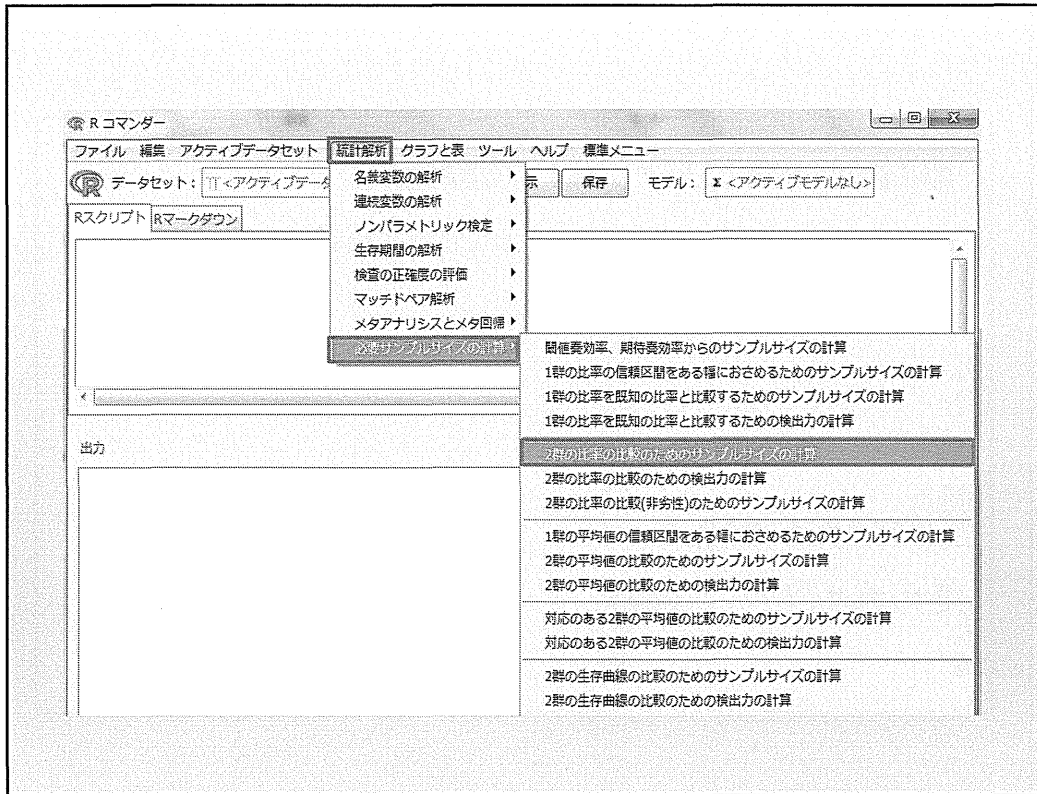 R コマンダー
ファイル 編集 アクティブデータセット 統計解析 グラフと表 ツール ヘルプ 標準メニュー
データセット: <アクティブデータ 示 保存 モデル: Σ <アクティブモデルなし>
Rスクリプト Rマークダウン
名義変数の解析
連続変数の解析
ノンパラメトリック検定
生存期間の解析
検査の正確度の評価
マッチドペア解析
メタアナリシスとメタ回帰
必要サンプルサイズの計算
閾値奏効率、期待奏効率からのサンプルサイズの計算
1群の比率の信頼区間をある幅におさめるためのサンプルサイズの計算
1群の比率を既知の比率と比較するためのサンプルサイズの計算
1群の比率を既知の比率と比較するための検出力の計算
2群の比率の比較のためのサンプルサイズの計算
2群の比率の比較のための検出力の計算
2群の比率の比較(非劣性)のためのサンプルサイズの計算
1群の平均値の信頼区間をある幅におさめるためのサンプルサイズの計算
2群の平均値の比較のためのサンプルサイズの計算
2群の平均値の比較のための検出力の計算
対応のある2群の平均値の比較のためのサンプルサイズの計算
対応のある2群の平均値の比較のための検出力の計算
2群の生存曲線の比較のためのサンプルサイズの計算
2群の生存曲線の比較のための検出力の計算
出力